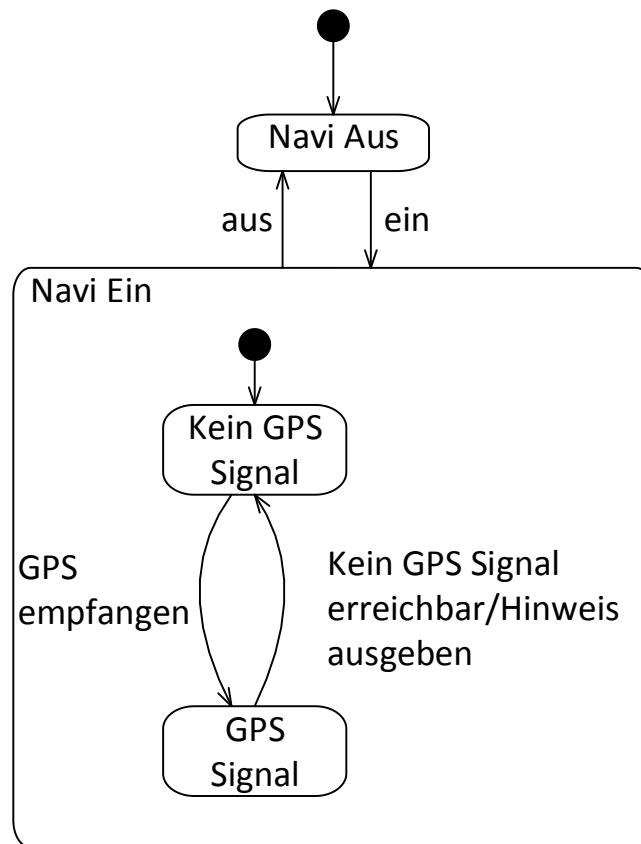 Navi Aus
aus
ein
Navi Ein
Kein GPS
Signal
GPS
empfangen
Kein GPS Signal
erreichbar/Hinweis
ausgeben
GPS
Signal